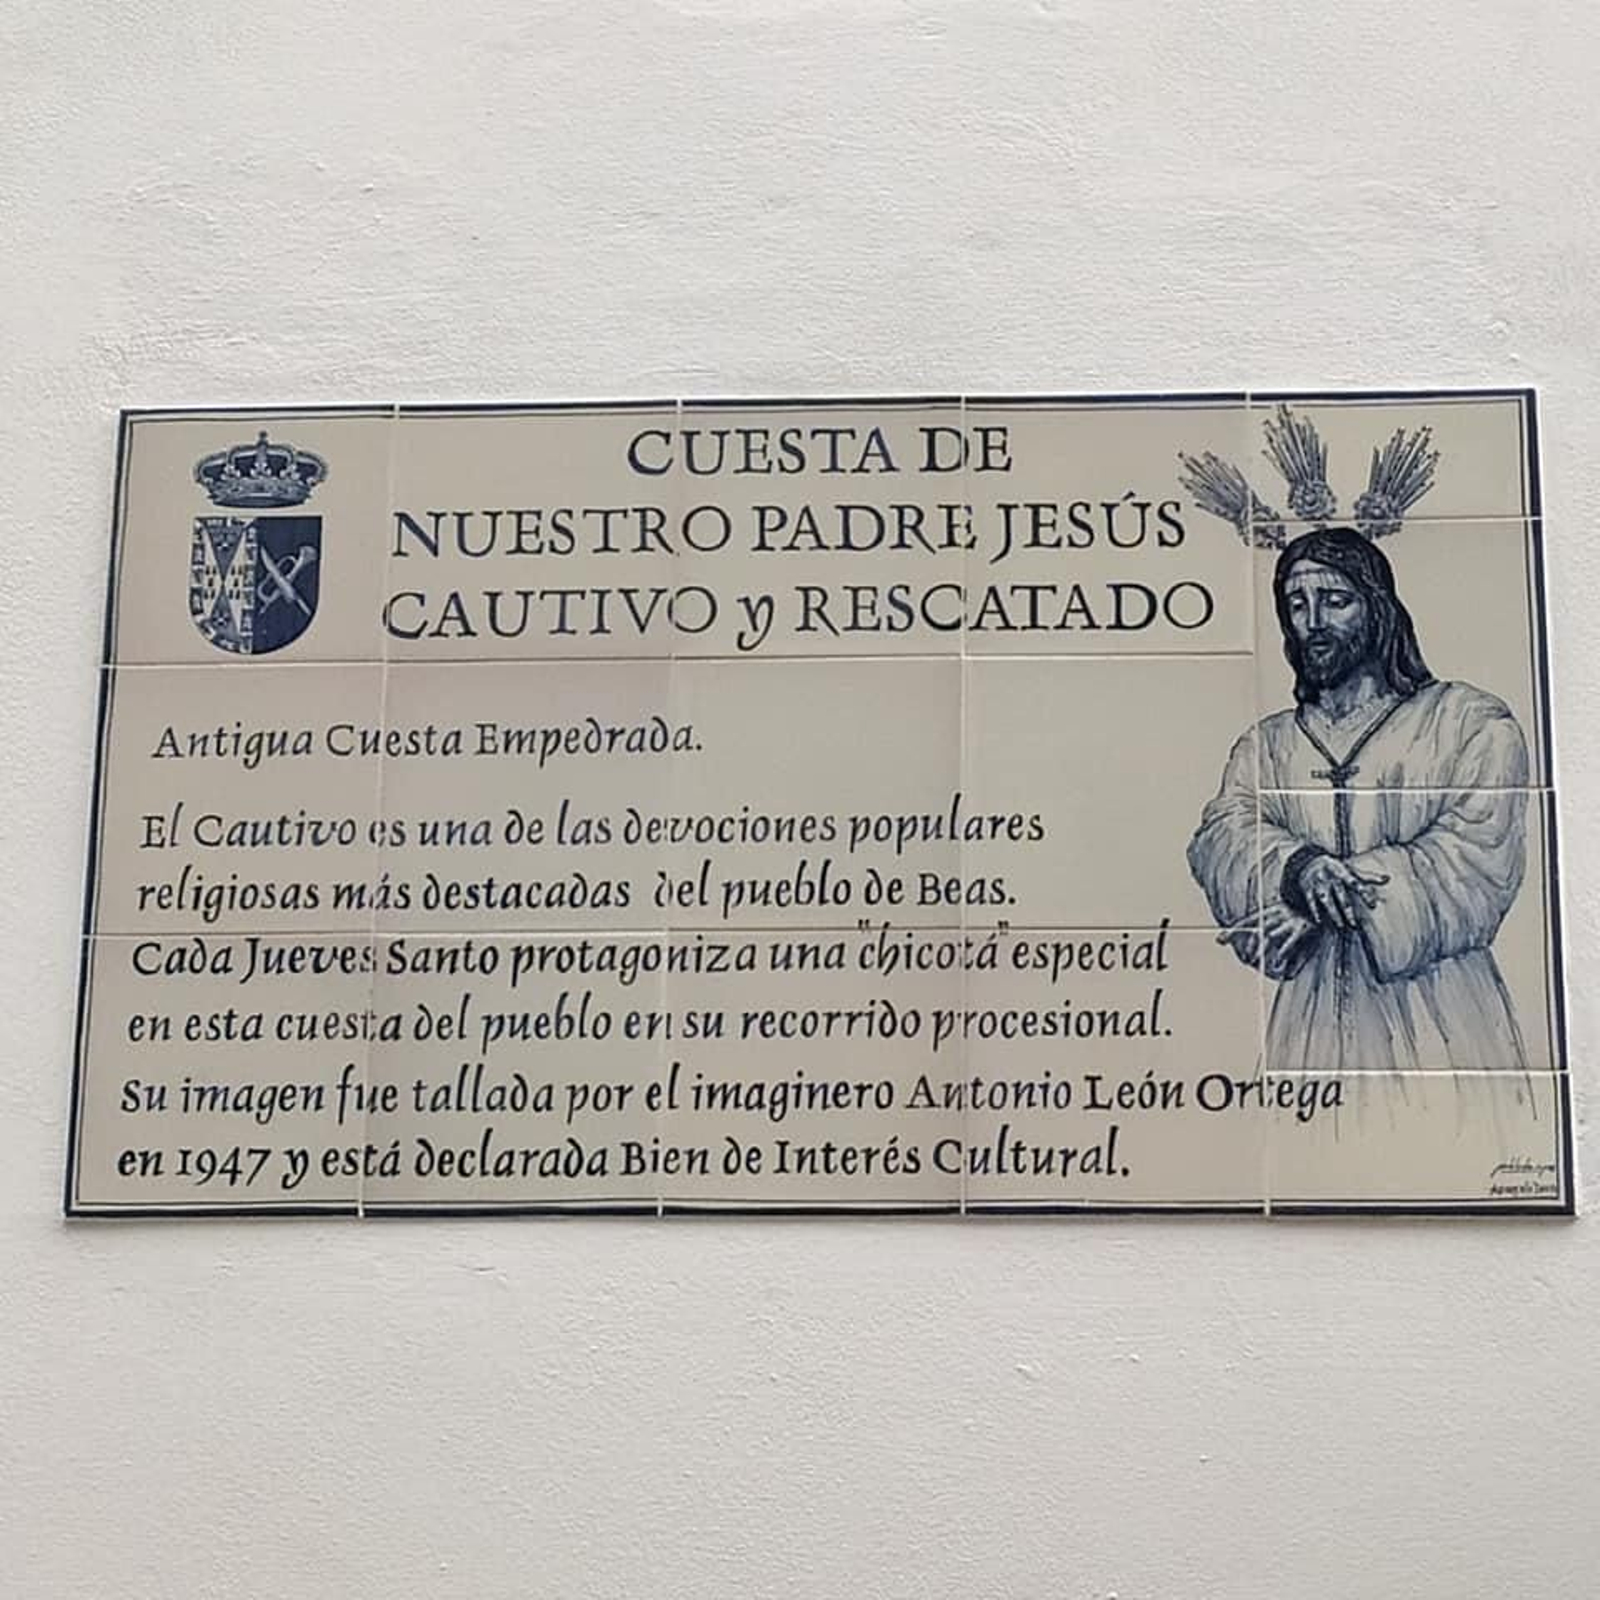 CUESTA DE
NUESTRO PADRE JESÚS
CAUTIVO y RESCATADO
Antigua Cuesta Empedrada.
El Cautivo es una de las devociones populares
religiosas más destacadas del pueblo de Beas.
Cada Jueves Santo protagoniza una "chicotá" especial
en esta cuesta del pueblo en su recorrido procesional.
Su imagen fue tallada por el imaginero Antonio León Ortega
en 1947 y está declarada Bien de Interés Cultural.